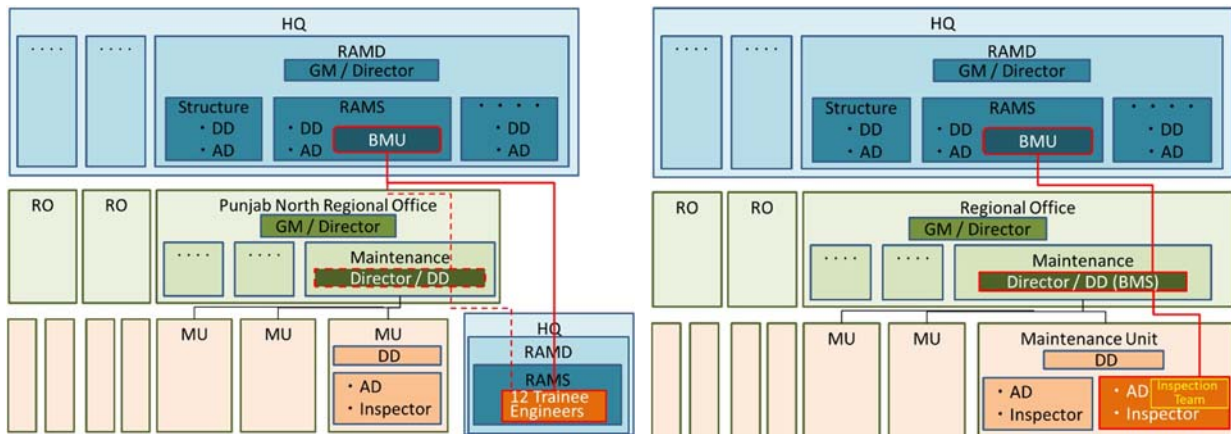 HQ
. . . .
. . . .
RAMD
GM / Director
Structure
・ DD
・ AD
RAMS
・ DD
・ AD
BMU
・ ・ ・ ・
・ DD
・ AD
RO
RO
Punjab North Regional Office
GM / Director
. . . .
. . . .
Maintenance
Director / DD
MU
MU
MU
DD
・ AD
・ Inspector
HQ
RAMD
RAMS
12 Trainee
Engineers
HQ
. . . .
. . . .
RAMD
GM / Director
Structure
・ DD
・ AD
RAMS
・ DD
・ AD
BMU
・ ・ ・ ・
・ DD
・ AD
RO
RO
Regional Office
GM / Director
. . . .
. . . .
Maintenance
Director / DD (BMS)
MU
MU
Maintenance Unit
DD
・ AD
・ Inspector
・ AD
・ Inspector
Inspection
Team